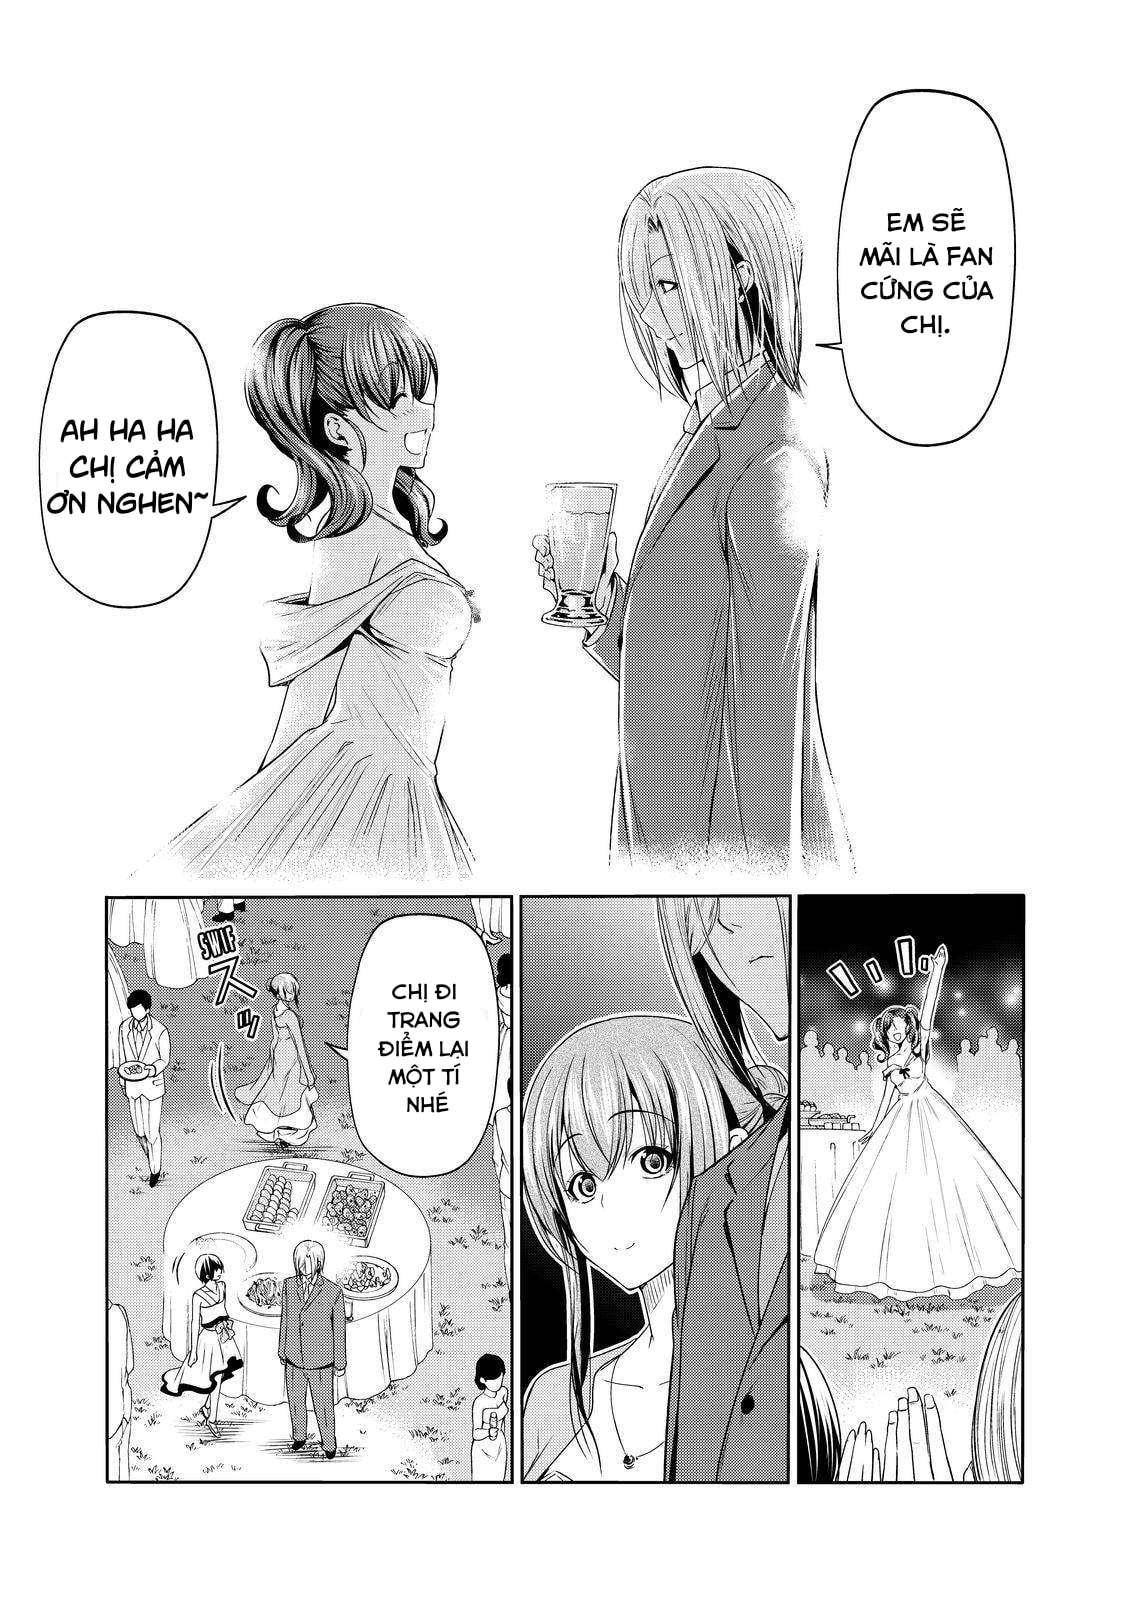 EM SẼ
MÃI LÀ FAN
CỨNG CỦA
CHỊ.
AH HA HA
CHỊ CẢM
ƠN NGHEN~
SWIF
スッ
CHỊ ĐI
TRANG
ĐIỂM LẠI
MỘT TÍ
NHÉ